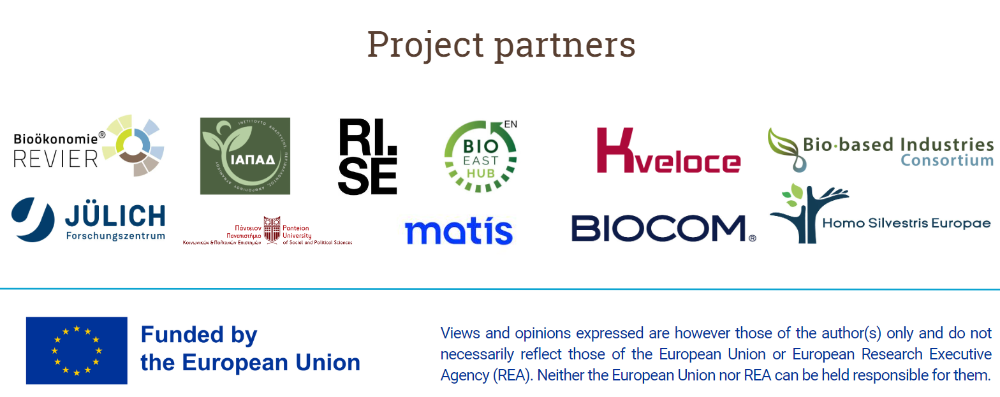 Project partners
Bioökonomie®
REVIER
ΙΝΣΤΙΤΟΥΤΟ ΑΝΑΠΤΥΞΗΣ, ΠΕΡΙΒΑΛΛΟΝΤΟΣ, ΑΝΘΡΩΠΙΝΟΥ ΔΥΝΑΜΙΚΟΥ
ΙΑΠΑΔ
RI.
SE
EN
BIO
EAST
HUB
Kveloce
Bio·based Industries
Consortium
JÜLICH
Forschungszentrum
Πάντειον
Πανεπιστήμιο
Κοινωνικών & Πολιτικών Επιστημών
Panteion
University
of Social and Political Sciences
matís
BIOCOM®
Homo Silvestris Europae
Funded by
the European Union
Views and opinions expressed are however those of the author(s) only and do not
necessarily reflect those of the European Union or European Research Executive
Agency (REA). Neither the European Union nor REA can be held responsible for them.